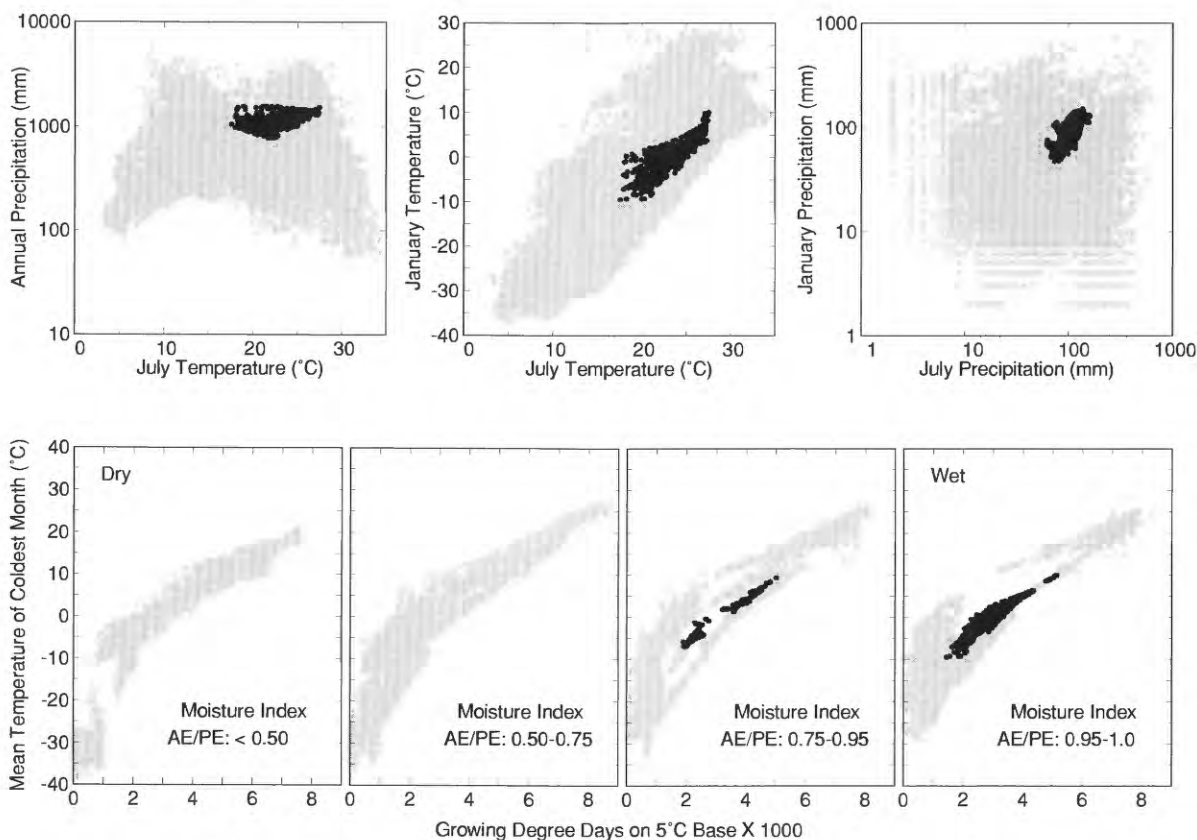 Annual Precipitation (mm)
10000
1000
100
10
0 10 20 30
July Temperature (°C)
January Temperature (°C)
30
20
10
0
-10
-20
-30
-40
0 10 20 30
July Temperature (°C)
January Precipitation (mm)
1000
100
10
1
1 10 100 1000
July Precipitation (mm)
Mean Temperature of Coldest Month (°C)
40
30
20
10
0
-10
-20
-30
-40
Dry
Moisture Index
AE/PE: < 0.50
0 2 4 6 8
Moisture Index
AE/PE: 0.50-0.75
0 2 4 6 8
Moisture Index
AE/PE: 0.75-0.95
0 2 4 6 8
Wet
Moisture Index
AE/PE: 0.95-1.0
0 2 4 6 8
Growing Degree Days on 5°C Base X 1000